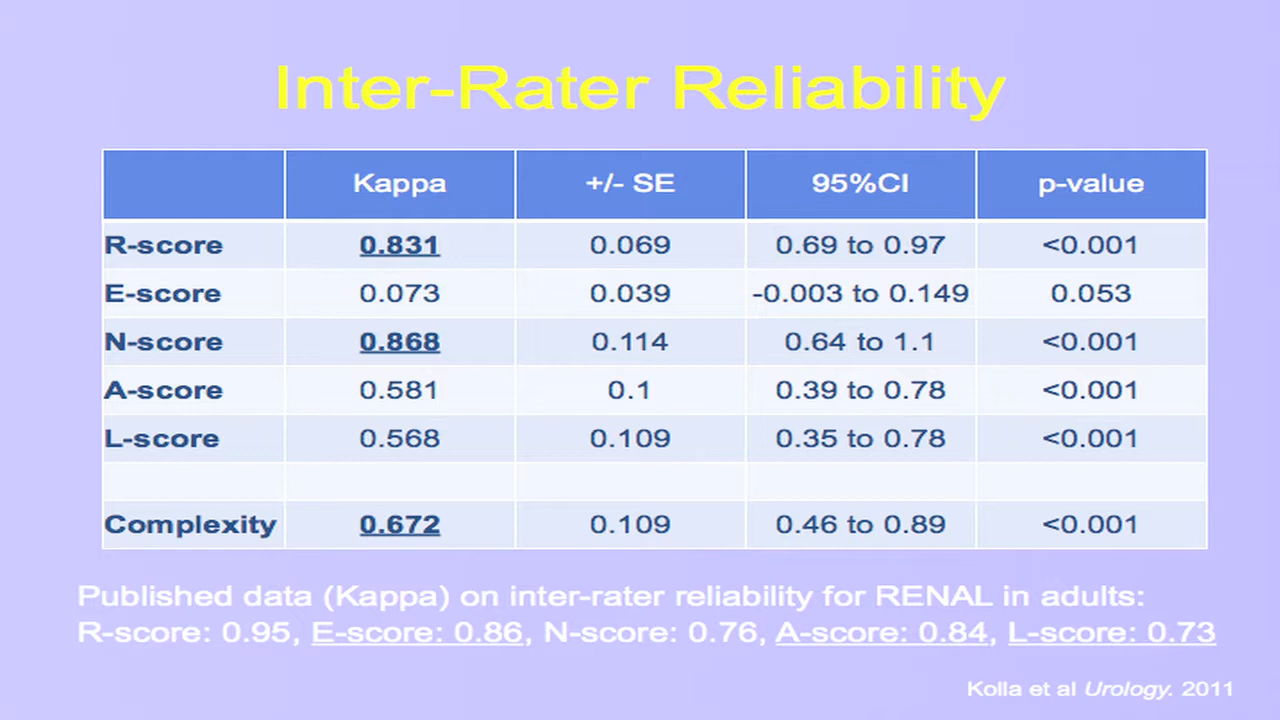 Inter-Rater Reliability
Kappa +/- SE 95%CI p-value
R-score 0.831 0.069 0.69 to 0.97 <0.001
E-score 0.073 0.039 -0.003 to 0.149 0.053
N-score 0.868 0.114 0.64 to 1.1 <0.001
A-score 0.581 0.1 0.39 to 0.78 <0.001
L-score 0.568 0.109 0.35 to 0.78 <0.001
Complexity 0.672 0.109 0.46 to 0.89 <0.001
Published data (Kappa) on inter-rater reliability for RENAL in adults:
R-score: 0.95, E-score: 0.86, N-score: 0.76, A-score: 0.84, L-score: 0.73
Kolla et al Urology. 2011